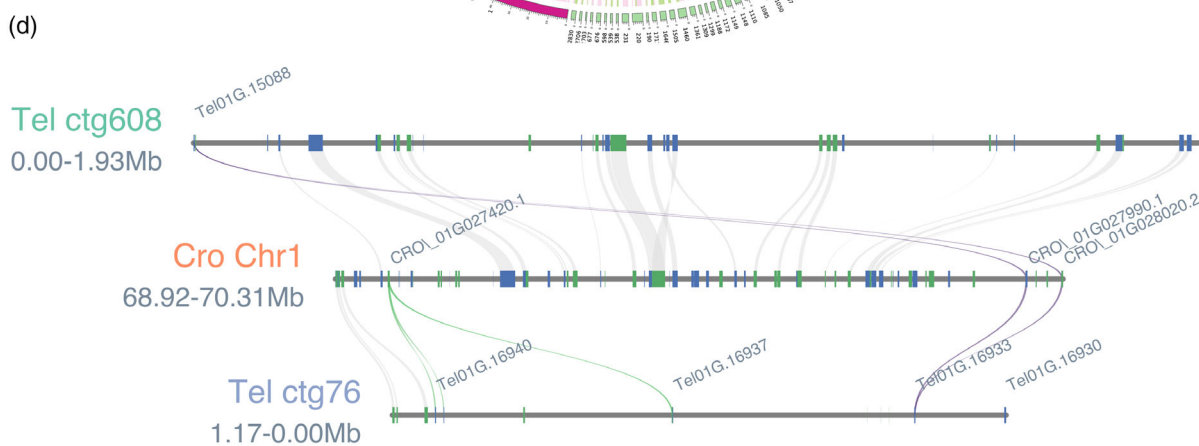 (d)
Tel01G.15088
Tel ctg608
0.00-1.93Mb
CRO\_01G027420.1
CRO\_01G027990.1
CRO\_01G028020.2
Cro Chr1
68.92-70.31Mb
Tel01G.16940
Tel01G.16937
Tel01G.16933
Tel01G.16930
Tel ctg76
1.17-0.00Mb